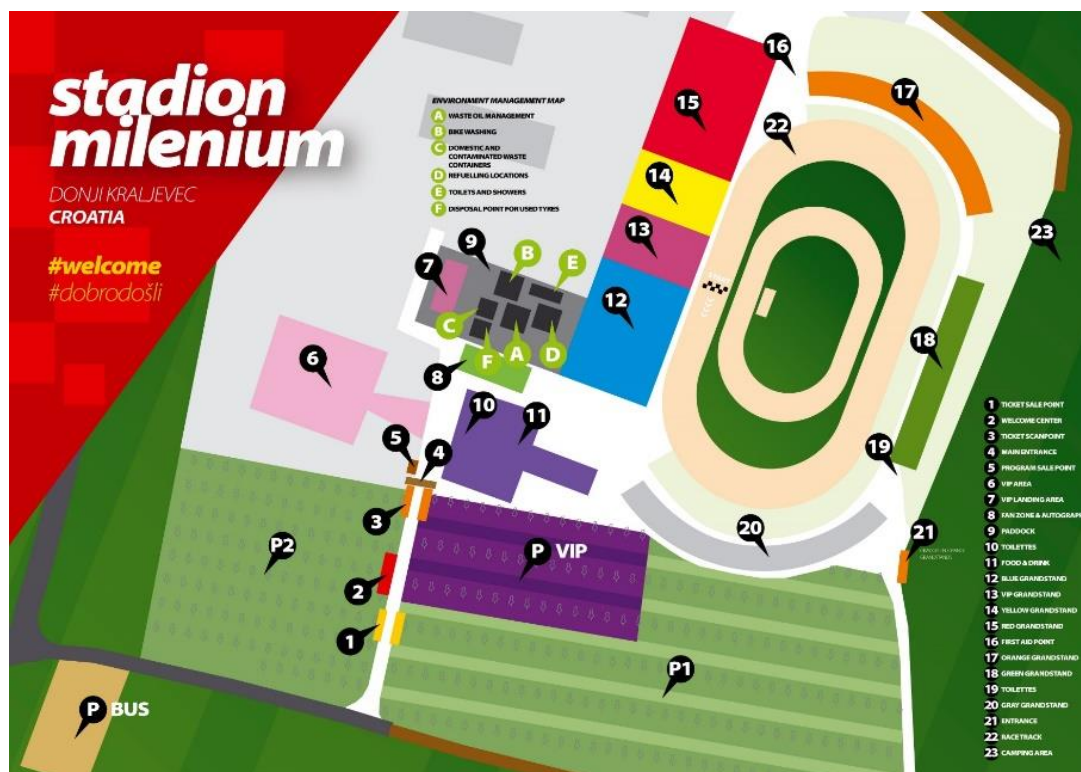 stadion
milenium
DONJI KRALJEVEC
CROATIA
#welcome
#dobrodošli
ENVIRONMENT MANAGEMENT MAP
A WASTE OIL MANAGEMENT
B BIKE WASHING
C DOMESTIC AND
CONTAMINATED WASTE
CONTAINERS
D REFUELLING LOCATIONS
E TOILETS AND SHOWERS
F DISPOSAL POINT FOR USED TYRES
16
17
15
22
14
13
23
9
B
E
7
12
C
F
A
D
18
6
8
10
11
5
4
19
3
20
21
P2
P VIP
2
1
P1
P BUS
1 TICKET SALE POINT
2 WELCOME CENTER
3 TICKET SCANPOINT
4 MAIN ENTRANCE
5 PROGRAM SALE POINT
6 VIP AREA
7 VIP LANDING AREA
8 FAN ZONE & AUTOGRAPH
9 PADDOCK
10 TOILETTES
11 FOOD & DRINK
12 BLUE GRANDSTAND
13 VIP GRANDSTAND
14 YELLOW GRANDSTAND
15 RED GRANDSTAND
16 FIRST AID POINT
17 ORANGE GRANDSTAND
18 GREEN GRANDSTAND
19 TOILETTES
20 GRAY GRANDSTAND
21 ENTRANCE
22 RACE TRACK
23 CAMPING AREA